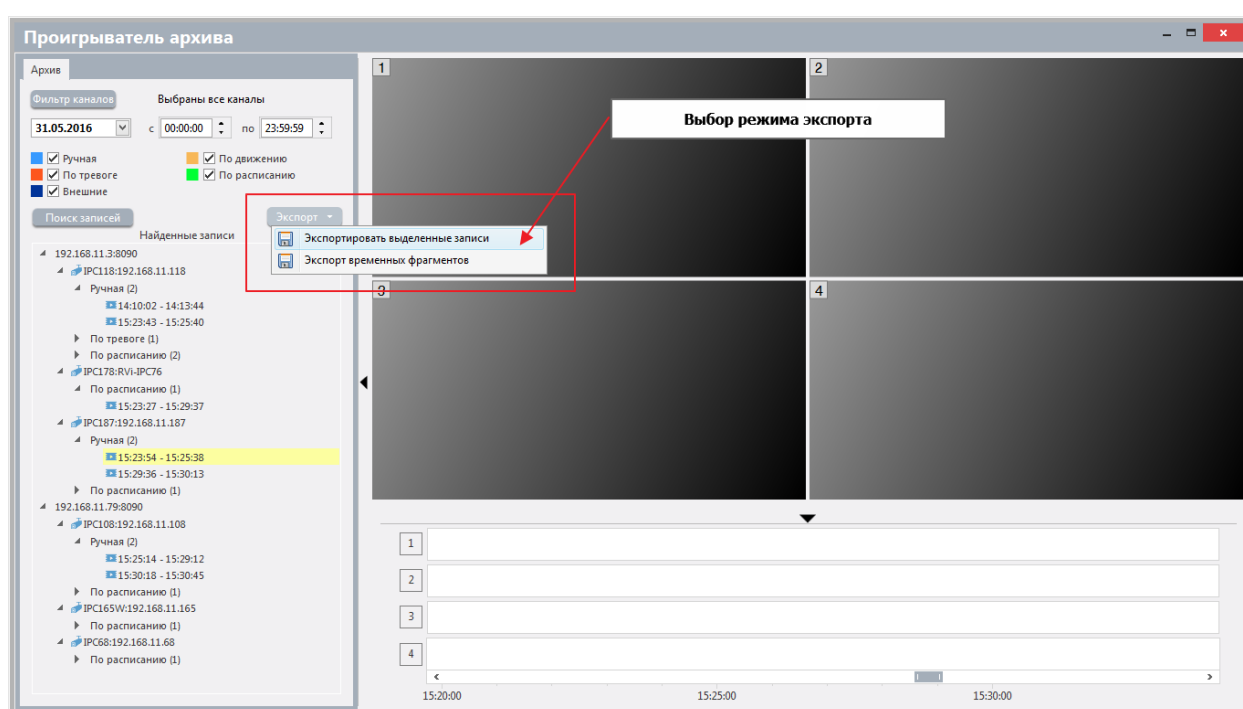 Проигрыватель архива
Архив
Фильтр каналов Выбраны все каналы
31.05.2016 с 00:00:00 по 23:59:59
Ручная По движению
По тревоге По расписанию
Внешние
Поиск записей Экспорт
Найденные записи
Экспортировать выделенные записи
Экспорт временных фрагментов
192.168.11.3:8090
IPC118:192.168.11.118
Ручная (2)
14:10:02 - 14:13:44
15:23:43 - 15:25:40
По тревоге (1)
По расписанию (2)
IPC178:RVi-IPC76
По расписанию (1)
15:23:27 - 15:29:37
IPC187:192.168.11.187
Ручная (2)
15:23:54 - 15:25:38
15:29:36 - 15:30:13
По расписанию (1)
192.168.11.79:8090
IPC108:192.168.11.108
Ручная (2)
15:25:14 - 15:29:12
15:30:18 - 15:30:45
По расписанию (1)
IPC165W:192.168.11.165
По расписанию (1)
IPC68:192.168.11.68
По расписанию (1)
1
2
Выбор режима экспорта
3
4
1
2
3
4
15:20:00 15:25:00 15:30:00